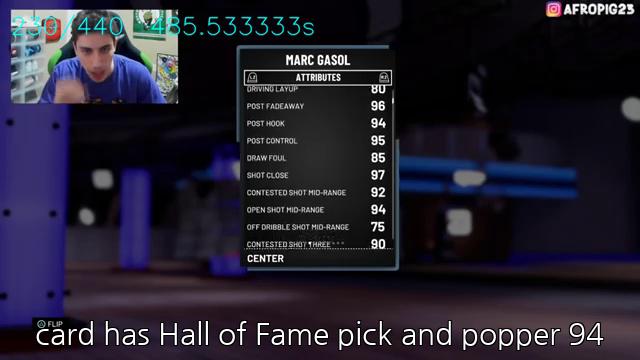 230/440 485.533333s
AFROPIG23
MARC GASOL
ATTRIBUTES
DRIVING LAYUP 80
POST FADEAWAY 96
POST HOOK 94
POST CONTROL 95
DRAW FOUL 85
SHOT CLOSE 97
CONTESTED SHOT MID-RANGE 92
OPEN SHOT MID-RANGE 94
OFF DRIBBLE SHOT MID-RANGE 75
CONTESTED SHOT THREE 90
CENTER
FLIP
card has Hall of Fame pick and popper 94